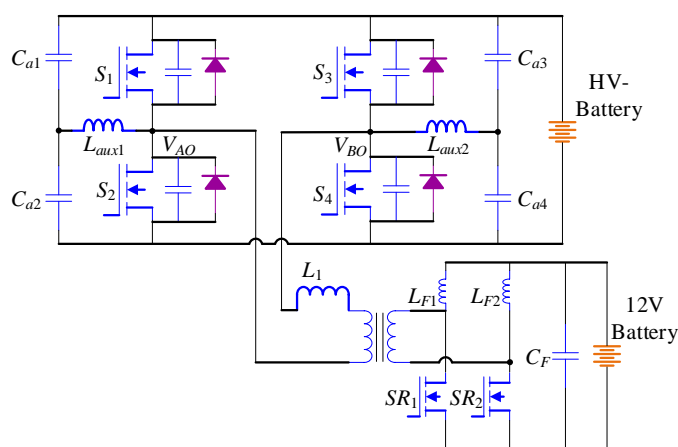 Ca1
S1
S3
Ca3
HV-
Battery
Laux1
VAO
VBO
Laux2
Ca2
S2
S4
Ca4
L1
LF1
LF2
12V
Battery
CF
SR1
SR2